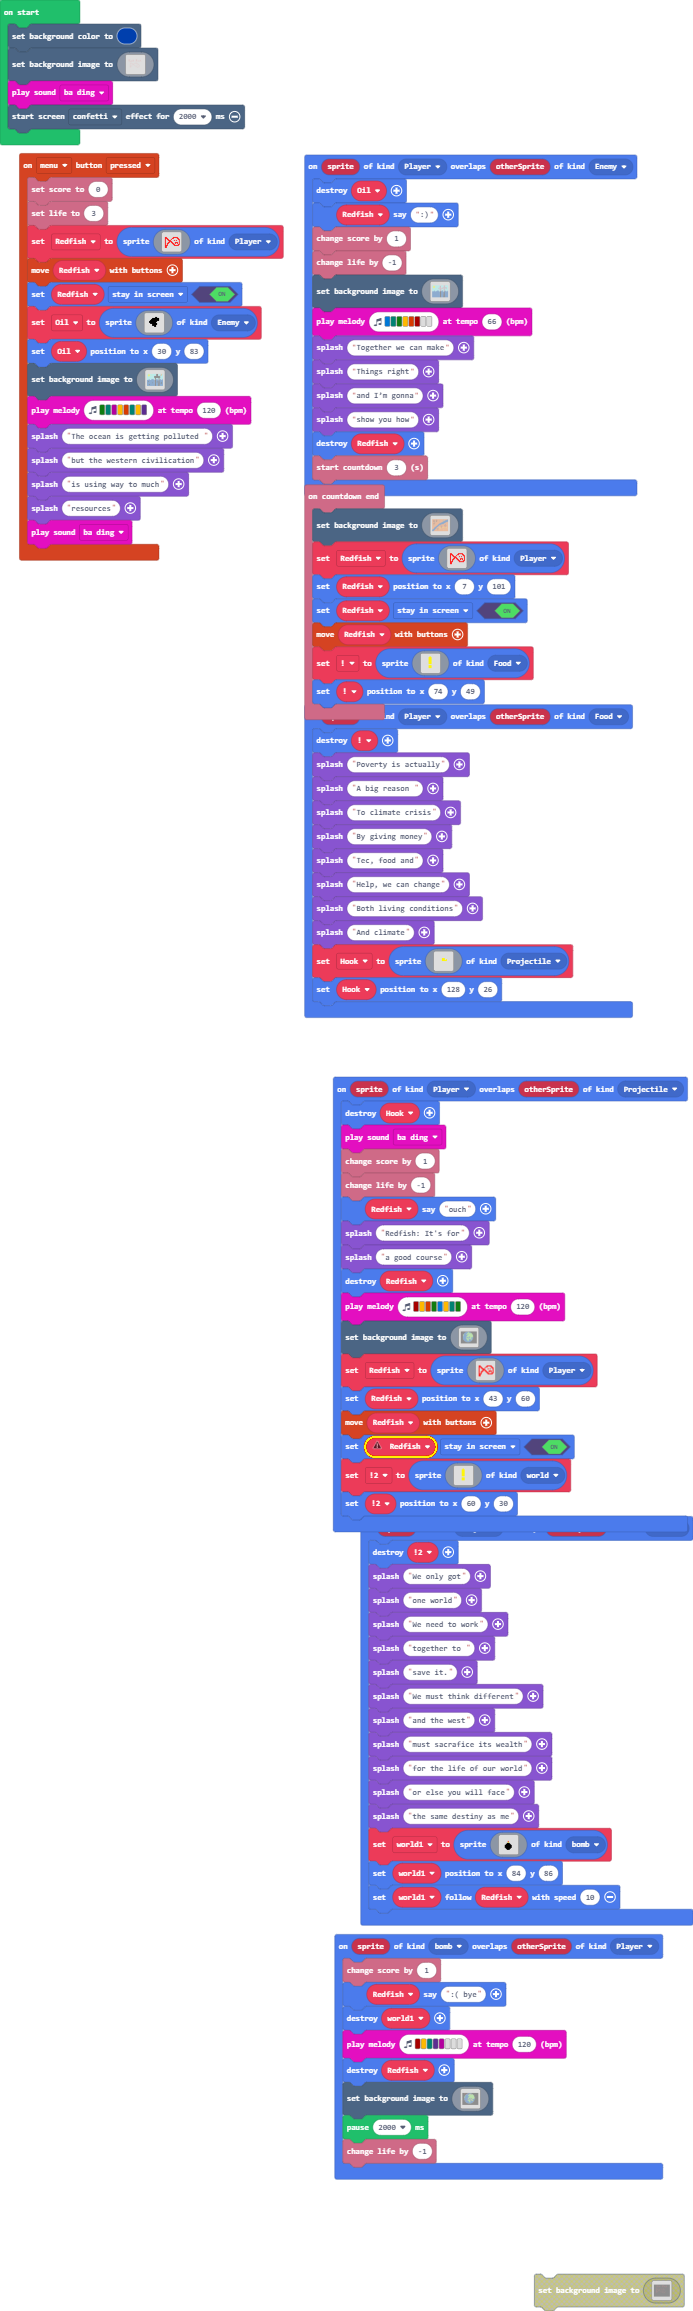 on start
set background color to
set background image to
play sound ba ding
start screen confetti effect for 2000 ms
on menu button pressed
set score to 0
set life to 3
set Redfish to sprite of kind Player
move Redfish with buttons
set Redfish stay in screen ON
set Oil to sprite of kind Enemy
set Oil position to x 30 y 83
set background image to
play melody at tempo 120 (bpm)
splash "The ocean is getting polluted "
splash "but the western civilication"
splash "is using way to much"
splash "resources"
play sound ba ding
on sprite of kind Player overlaps otherSprite of kind Enemy
destroy Oil
Redfish say ":)"
change score by 1
change life by -1
set background image to
play melody at tempo 66 (bpm)
splash "Together we can make"
splash "Things right"
splash "and I'm gonna"
splash "show you how"
destroy Redfish
start countdown 3 (s)
on countdown end
set background image to
set Redfish to sprite of kind Player
set Redfish position to x 7 y 101
set Redfish stay in screen ON
move Redfish with buttons
set ! to sprite of kind Food
set ! position to x 74 y 49
nd Player overlaps otherSprite of kind Food
destroy !
splash "Poverty is actually"
splash "A big reason "
splash "To climate crisis"
splash "By giving money"
splash "Tec, food and"
splash "Help, we can change"
splash "Both living conditions"
splash "And climate"
set Hook to sprite of kind Projectile
set Hook position to x 128 y 26
on sprite of kind Player overlaps otherSprite of kind Projectile
destroy Hook
play sound ba ding
change score by 1
change life by -1
Redfish say "ouch"
splash "Redfish: It's for"
splash "a good course"
destroy Redfish
play melody at tempo 120 (bpm)
set background image to
set Redfish to sprite of kind Player
set Redfish position to x 43 y 60
move Redfish with buttons
set Redfish stay in screen ON
set !2 to sprite of kind world
set !2 position to x 60 y 30
destroy !2
splash "We only got"
splash "one world"
splash "We need to work"
splash "together to "
splash "save it."
splash "We must think different"
splash "and the west"
splash "must sacrafice its wealth"
splash "for the life of our world"
splash "or else you will face"
splash "the same destiny as me"
set world1 to sprite of kind bomb
set world1 position to x 84 y 86
set world1 follow Redfish with speed 10
on sprite of kind bomb overlaps otherSprite of kind Player
change score by 1
Redfish say ":( bye"
destroy world1
play melody at tempo 120 (bpm)
destroy Redfish
set background image to
pause 2000 ms
change life by -1
set background image to